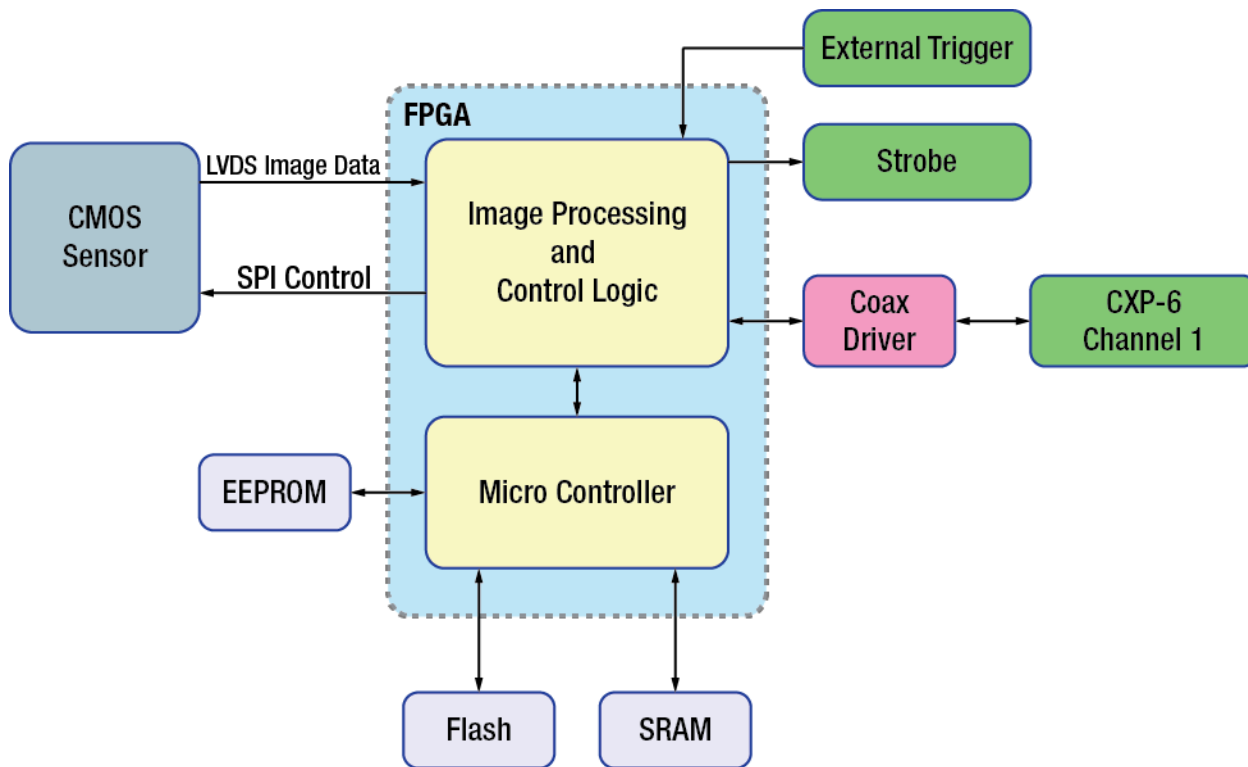 External Trigger
FPGA
Strobe
LVDS Image Data
CMOS
Sensor
Image Processing
and
Control Logic
SPI Control
Coax
Driver
CXP-6
Channel 1
EEPROM
Micro Controller
Flash
SRAM